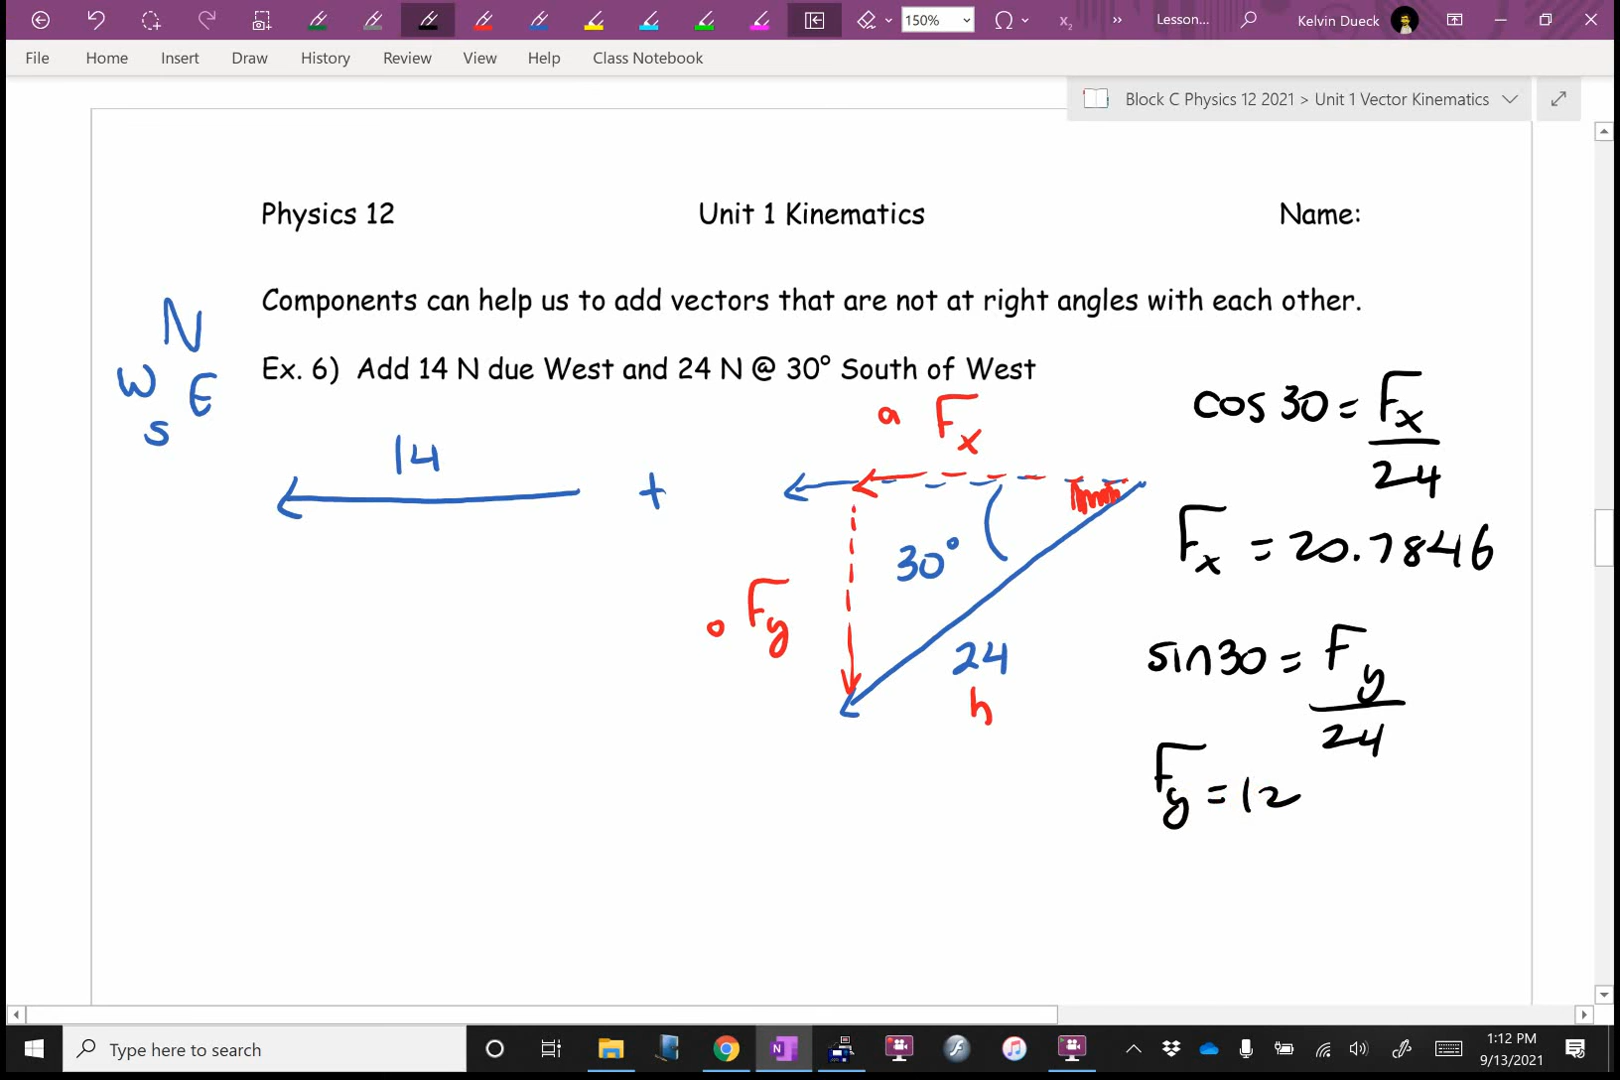 150%
Lesson...
Kelvin Dueck
File Home Insert Draw History Review View Help Class Notebook
Block C Physics 12 2021 > Unit 1 Vector Kinematics
Physics 12 Unit 1 Kinematics Name:
Components can help us to add vectors that are not at right angles with each other.
Ex. 6) Add 14 N due West and 24 N @ 30° South of West
N
W E
S
14
+
a Fx
30°
o Fy
24
h
cos 30 = Fx
24
Fx = 20.7846
sin 30 = Fy
24
Fy = 12
Type here to search
1:12 PM
9/13/2021